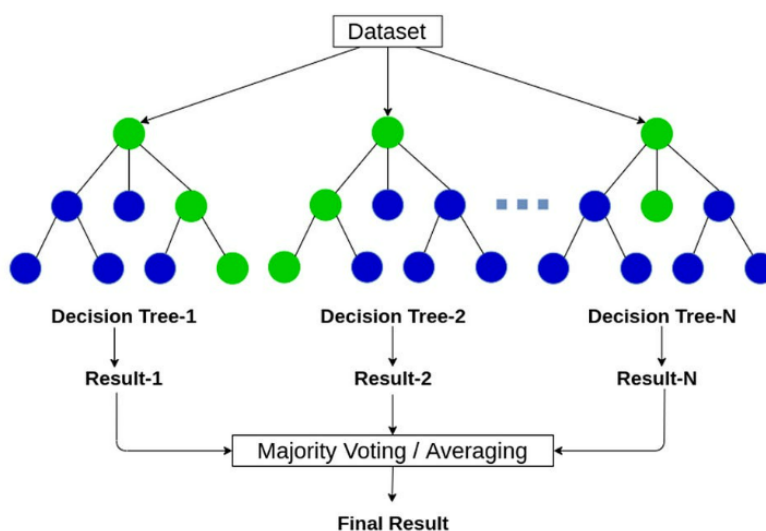 Dataset
Decision Tree-1
Decision Tree-2
Decision Tree-N
Result-1
Result-2
Result-N
Majority Voting / Averaging
Final Result